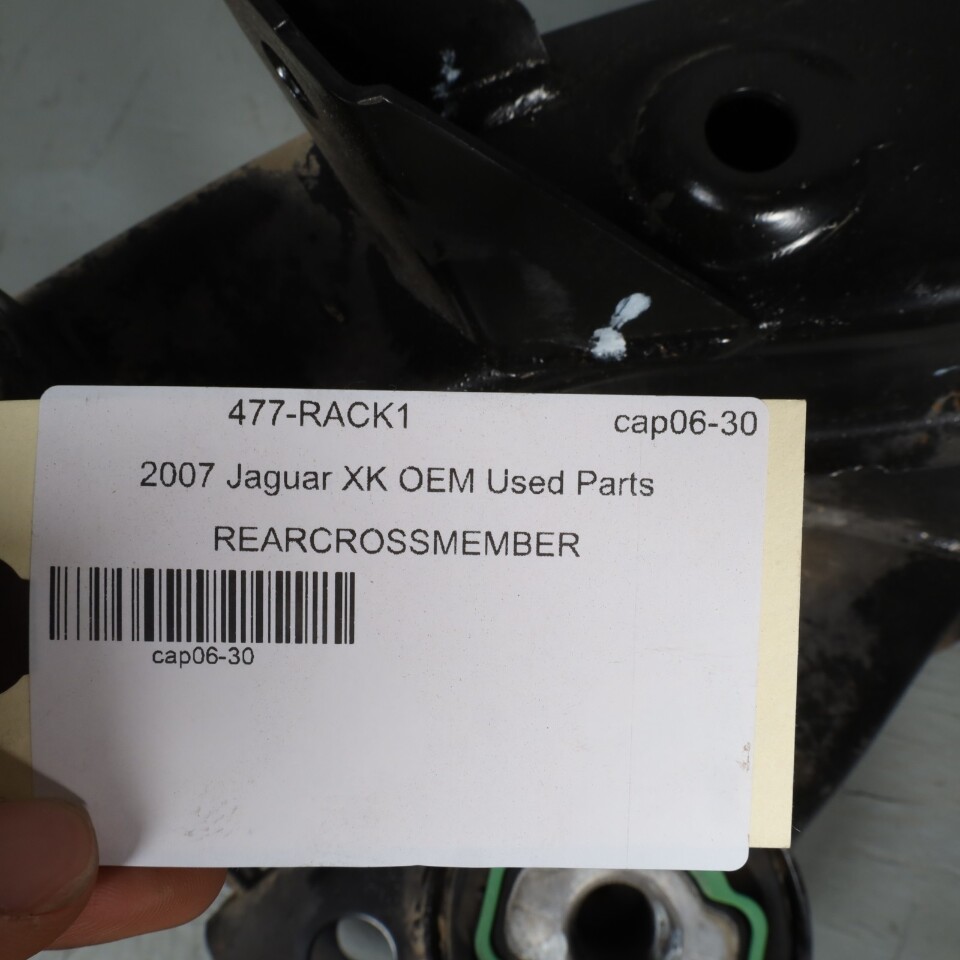 477-RACK1 cap06-30
2007 Jaguar XK OEM Used Parts
REARCROSSMEMBER
cap06-30